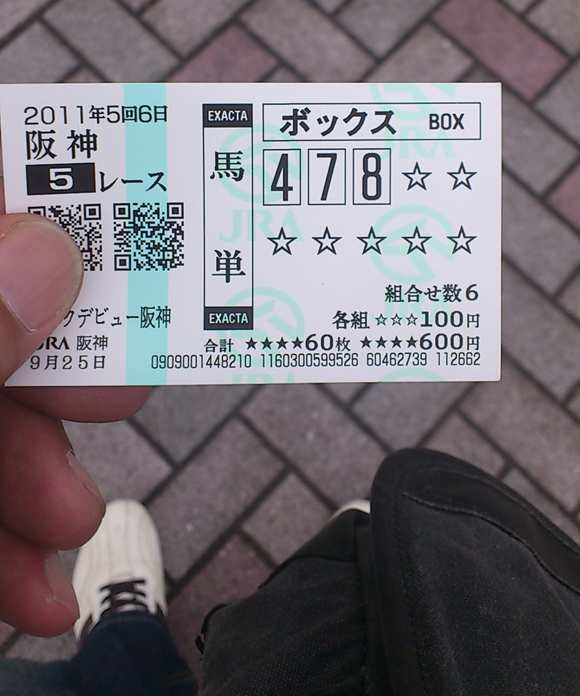 2011年5回6日
阪神
5 レース
クデビュー阪神
JRA 阪神
9月25日
EXACTA
馬単
EXACTA
ボックス BOX
4 7 8 ☆ ☆
☆ ☆ ☆ ☆ ☆
組合せ数6
各組 ☆☆☆100円
合計 ★★★★60枚 ★★★★600円
0909001448210 1160300599526 60462739 112662
JRA
JRA